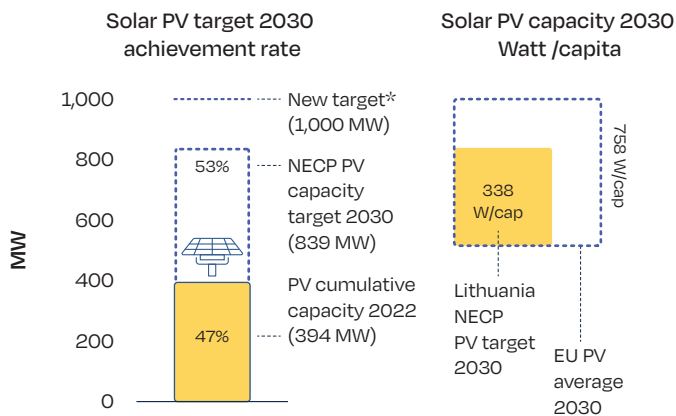 Solar PV target 2030
achievement rate
1,000
800
600
400
200
0
MW
53%
47%
New target*
(1,000 MW)
NECP PV
capacity
target 2030
(839 MW)
PV cumulative
capacity 2022
(394 MW)
Solar PV capacity 2030
Watt /capita
758 W/cap
338
W/cap
Lithuania
NECP
PV target
2030
EU PV
average
2030